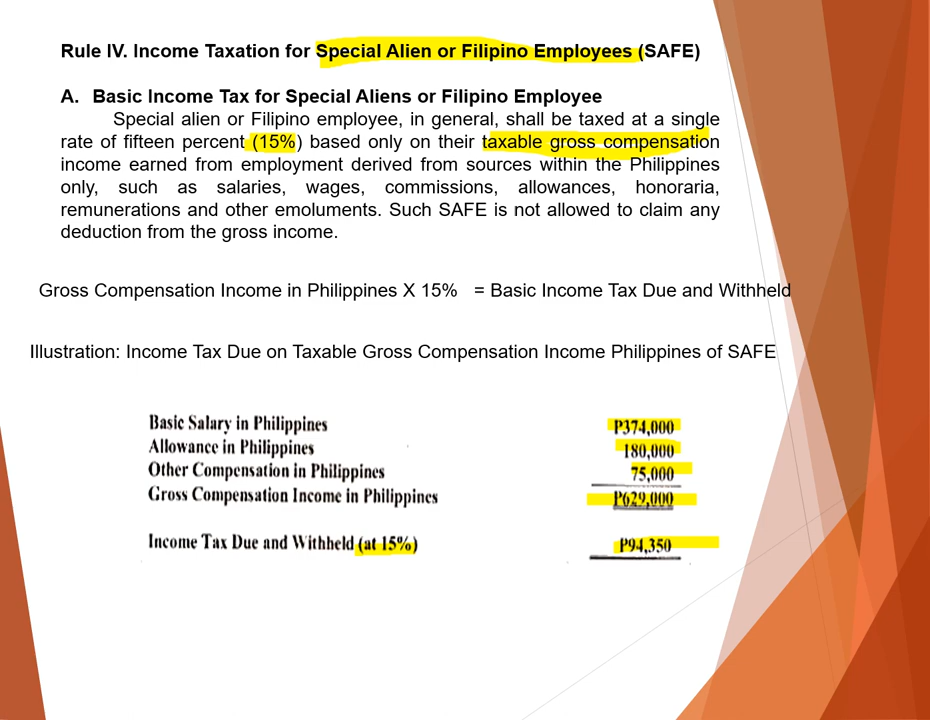 Rule IV. Income Taxation for Special Alien or Filipino Employees (SAFE)
A. Basic Income Tax for Special Aliens or Filipino Employee
Special alien or Filipino employee, in general, shall be taxed at a single
rate of fifteen percent (15%) based only on their taxable gross compensation
income earned from employment derived from sources within the Philippines
only, such as salaries, wages, commissions, allowances, honoraria,
remunerations and other emoluments. Such SAFE is not allowed to claim any
deduction from the gross income.
Gross Compensation Income in Philippines X 15% = Basic Income Tax Due and Withheld
Illustration: Income Tax Due on Taxable Gross Compensation Income Philippines of SAFE
Basic Salary in Philippines P374,000
Allowance in Philippines 180,000
Other Compensation in Philippines 75,000
Gross Compensation Income in Philippines P629,000
Income Tax Due and Withheld (at 15%) P94,350